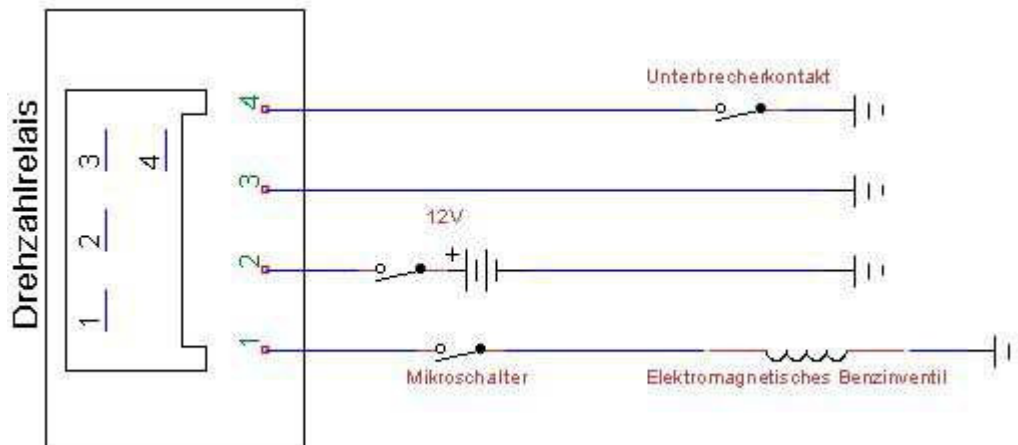 Drehzahlrelais
3
4
2
1
4
Unterbrecherkontakt
3
12V
+
2
1
Mikroschalter
Elektromagnetisches Benzinventil